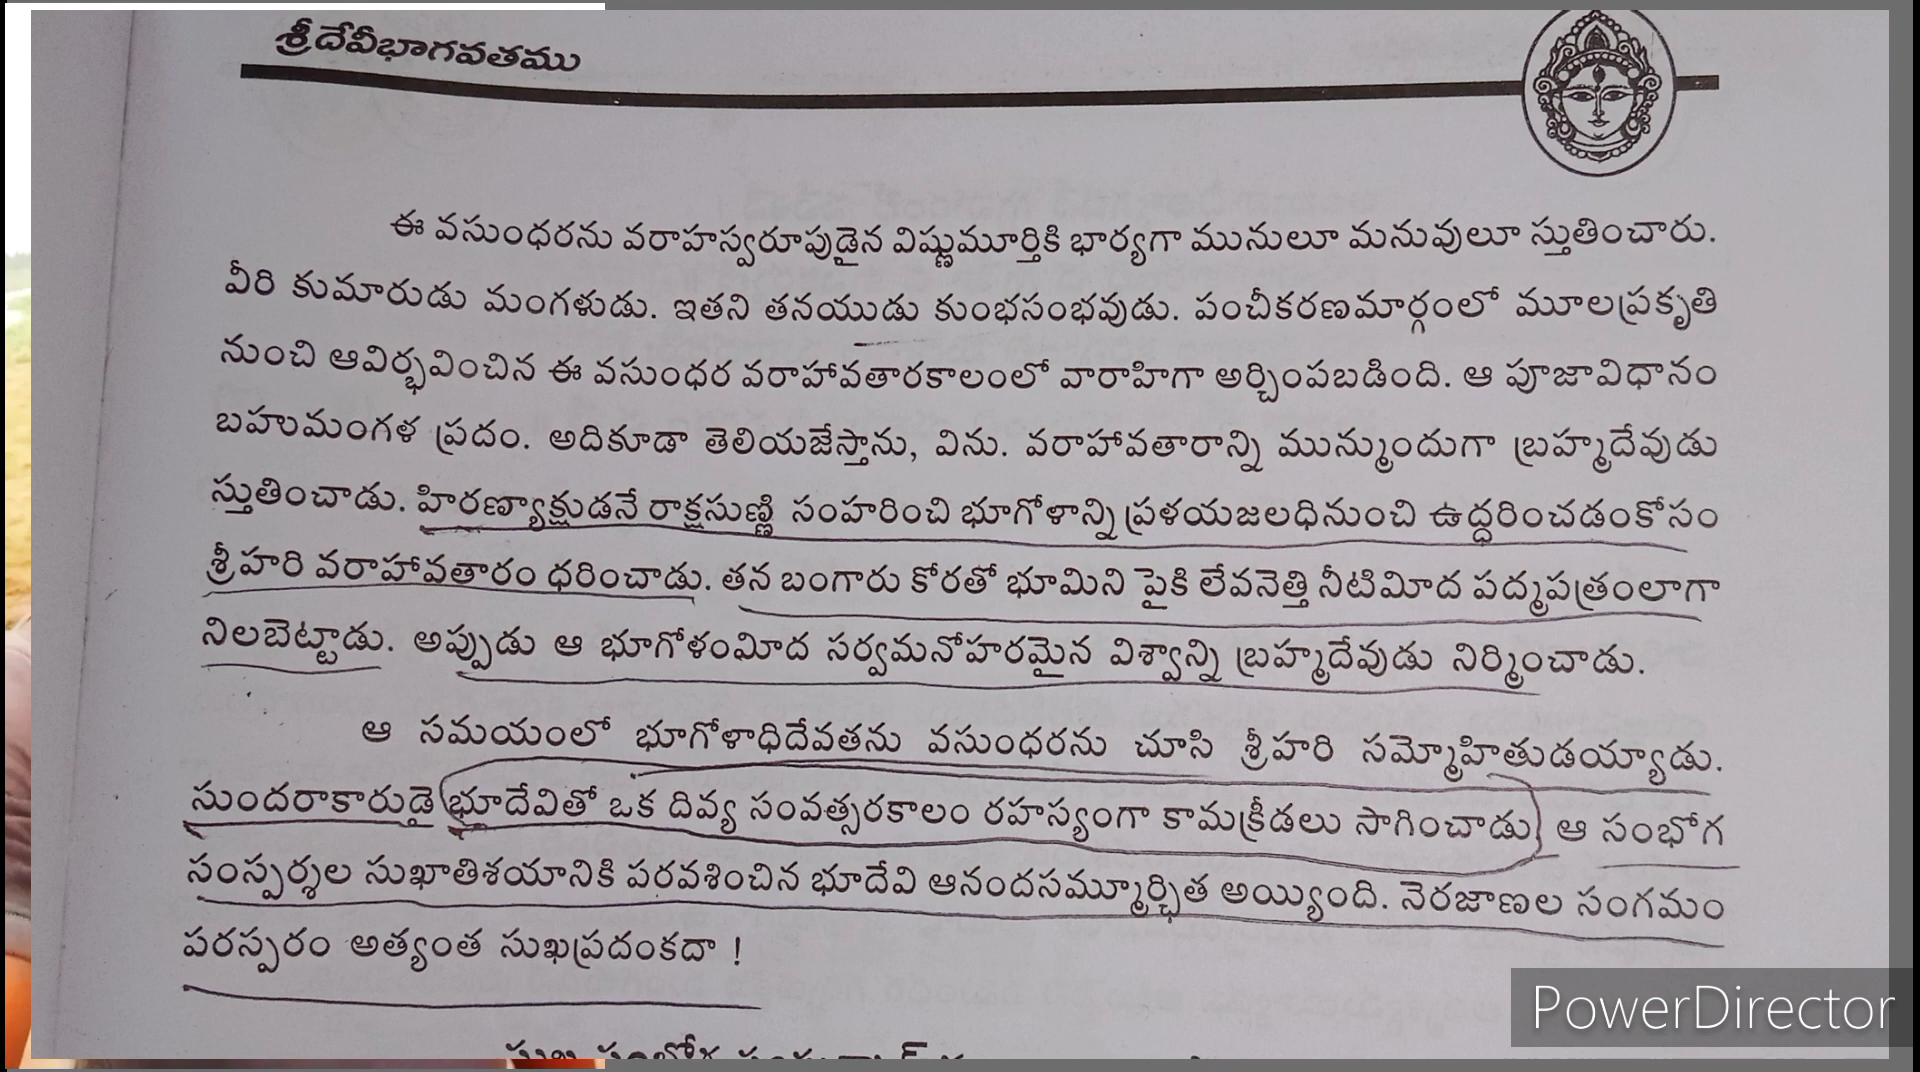 శ్రీదేవీభాగవతము
ఈ వసుంధరను వరాహస్వరూపుడైన విష్ణుమూర్తికి భార్యగా మునులూ మనువులూ స్తుతించారు.
వీరి కుమారుడు మంగళుడు. ఇతని తనయుడు కుంభసంభవుడు. పంచీకరణమార్గంలో మూలప్రకృతి
నుంచి ఆవిర్భవించిన ఈ వసుంధర వరాహావతారకాలంలో వారాహిగా అర్చింపబడింది. ఆ పూజావిధానం
బహుమంగళ ప్రదం. అదికూడా తెలియజేస్తాను, విను. వరాహావతారాన్ని మున్ముందుగా బ్రహ్మదేవుడు
స్తుతించాడు. హిరణ్యాక్షుడనే రాక్షసుణ్ణి సంహరించి భూగోళాన్ని ప్రళయజలధినుంచి ఉద్ధరించడంకోసం
శ్రీహరి వరాహావతారం ధరించాడు. తన బంగారు కోరతో భూమిని పైకి లేవనెత్తి నీటిమీద పద్మపత్రంలాగా
నిలబెట్టాడు. అప్పుడు ఆ భూగోళంమీద సర్వమనోహరమైన విశ్వాన్ని బ్రహ్మదేవుడు నిర్మించాడు.
ఆ సమయంలో భూగోళాధిదేవతను వసుంధరను చూసి శ్రీహరి సమ్మోహితుడయ్యాడు.
సుందరాకారుడై భూదేవితో ఒక దివ్య సంవత్సరకాలం రహస్యంగా కామక్రీడలు సాగించాడు. ఆ సంభోగ
సంస్పర్శల సుఖాతిశయానికి పరవశించిన భూదేవి ఆనందసమ్మూర్ఛిత అయ్యింది. నెరజాణల సంగమం
పరస్పరం అత్యంత సుఖప్రదంకదా !
PowerDirector